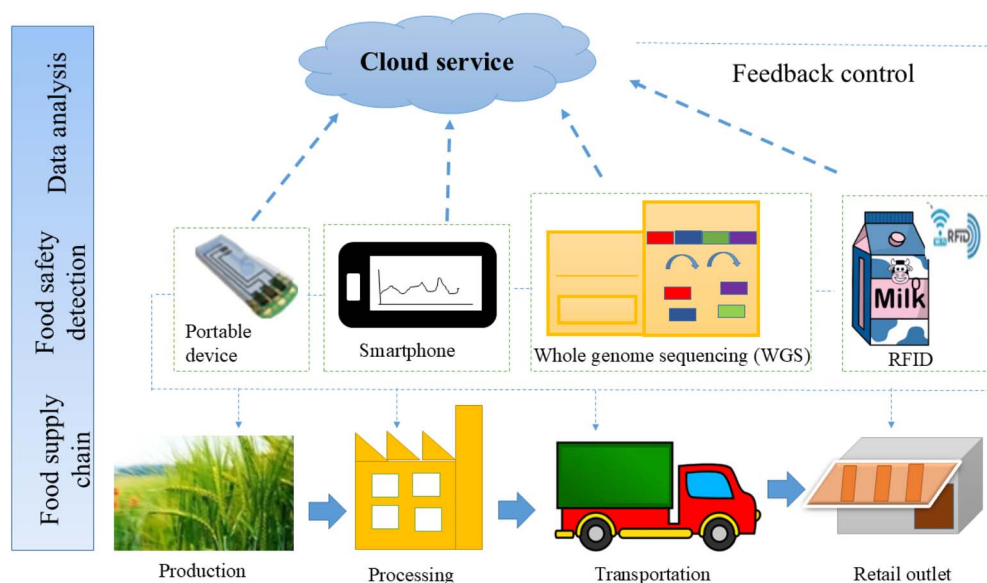 Cloud service
Feedback control
Data analysis
Food safety
detection
Portable
device
Smartphone
Whole genome sequencing (WGS)
RFID
Milk
RFID
Food supply
chain
Production
Processing
Transportation
Retail outlet